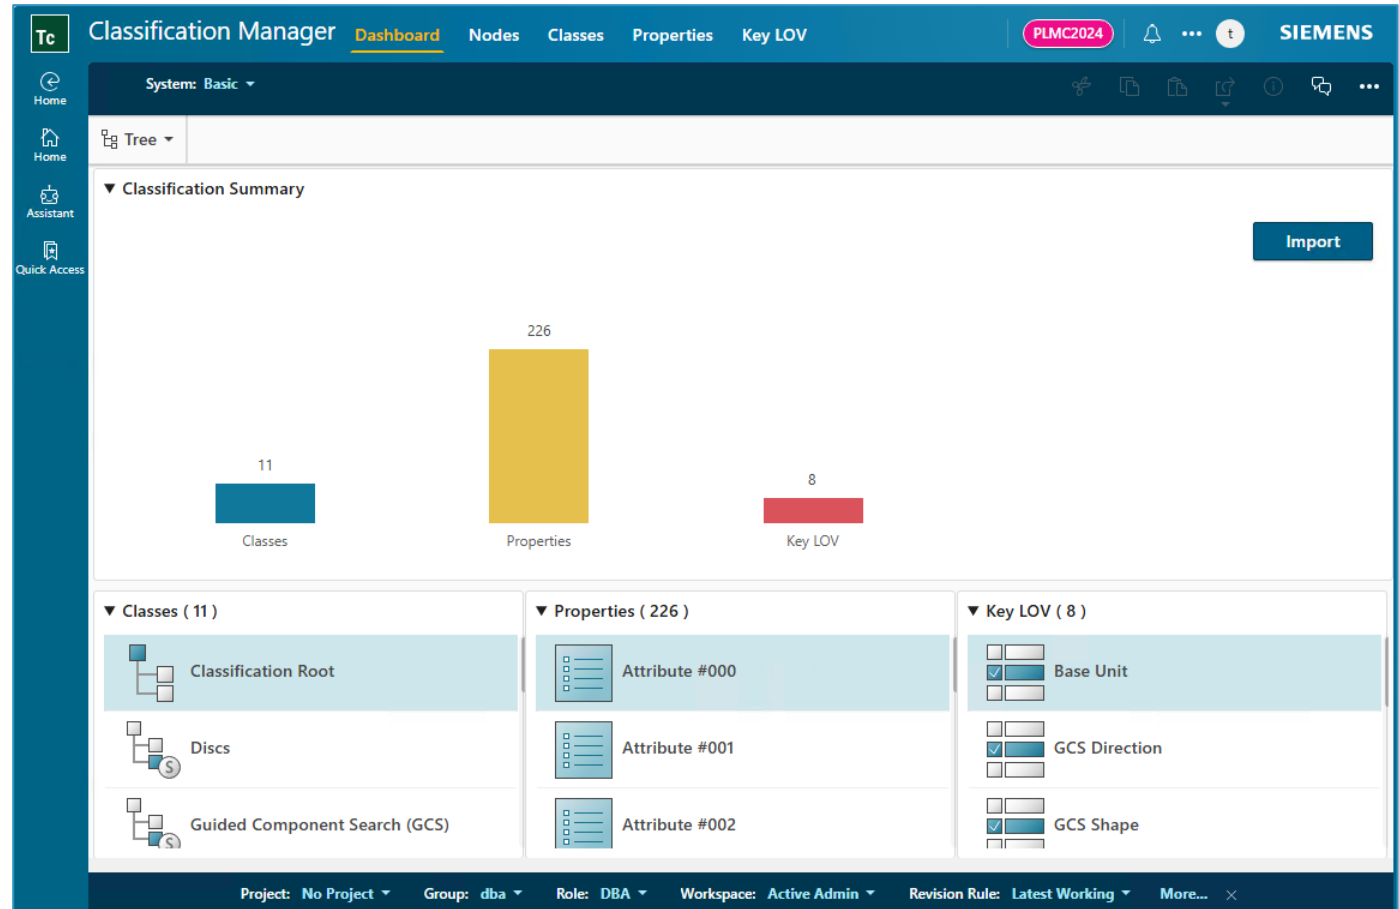 Tc Classification Manager Dashboard Nodes Classes Properties Key LOV PLMC2024 t SIEMENS
Home
System: Basic
Home
Tree
Assistant
Classification Summary
Quick Access
Import
226
11
8
Classes Properties Key LOV
Classes ( 11 ) Properties ( 226 ) Key LOV ( 8 )
Classification Root Attribute #000 Base Unit
Discs Attribute #001 GCS Direction
S
Guided Component Search (GCS) Attribute #002 GCS Shape
S
Project: No Project Group: dba Role: DBA Workspace: Active Admin Revision Rule: Latest Working More...